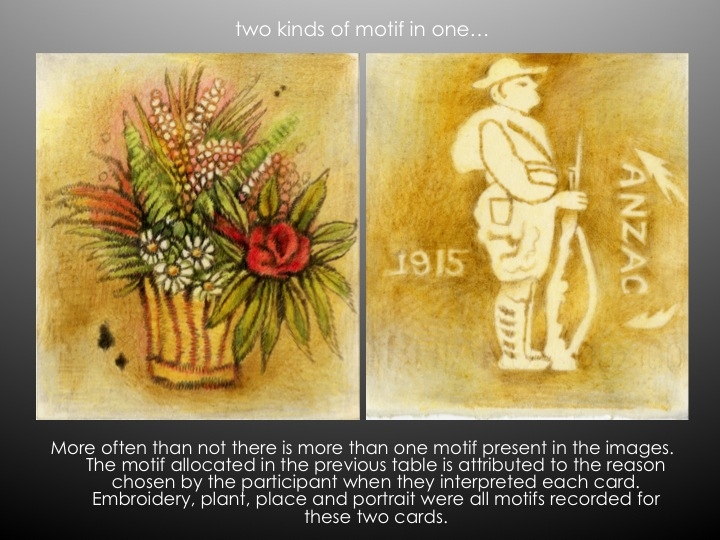 two kinds of motif in one…
1915
ANZAC
More often than not there is more than one motif present in the images.
The motif allocated in the previous table is attributed to the reason
chosen by the participant when they interpreted each card.
Embroidery, plant, place and portrait were all motifs recorded for
these two cards.